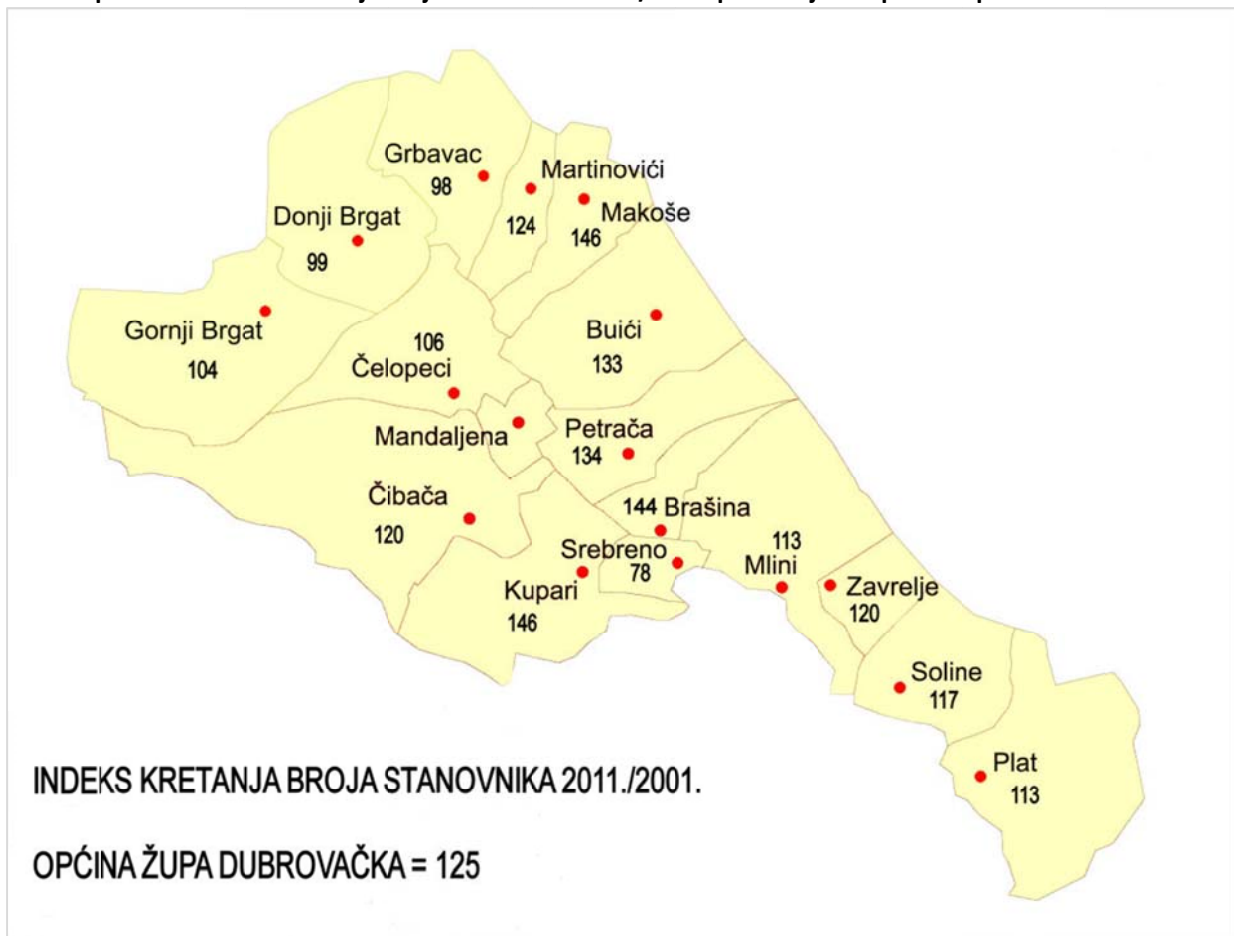 Grbavac
98
Martinovići
124
Makoše
146
Donji Brgat
99
Gornji Brgat
104
Buići
133
106
Čelopeci
Mandaljena
Petrača
134
Čibača
120
144 Brašina
Srebreno
78
113
Mlini
Kupari
146
Zavrelje
120
Soline
117
Plat
113
INDEKS KRETANJA BROJA STANOVNIKA 2011./2001.
OPĆINA ŽUPA DUBROVAČKA = 125